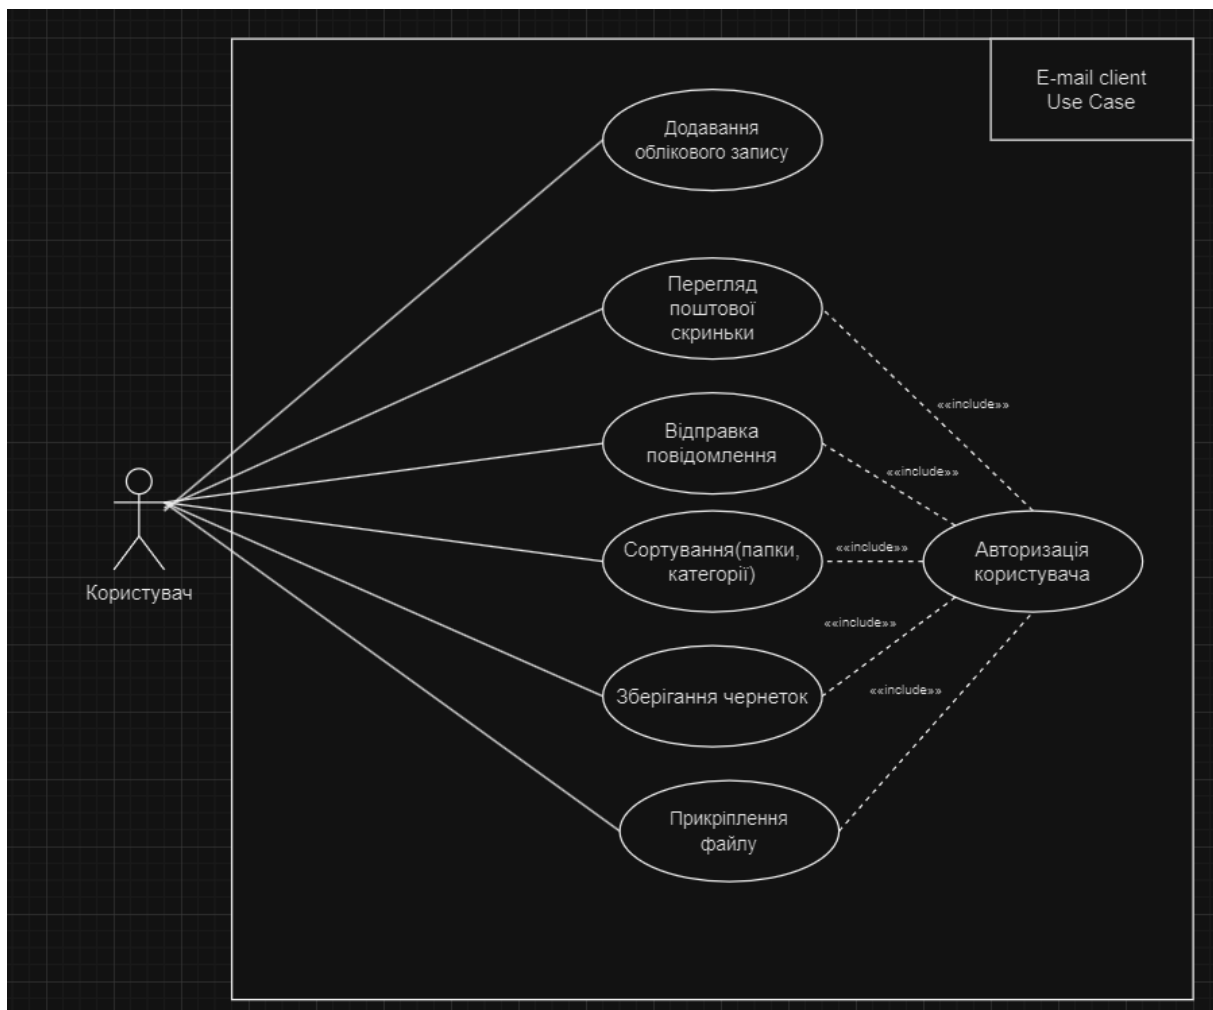 E-mail client
Use Case
Додавання
облікового запису
Перегляд
поштової
скриньки
««include»»
Відправка
повідомлення
««include»»
Сортування(папки,
категорії)
««include»»
Авторизація
користувача
Користувач
««include»»
Зберігання чернеток
««include»»
Прикріплення
файлу